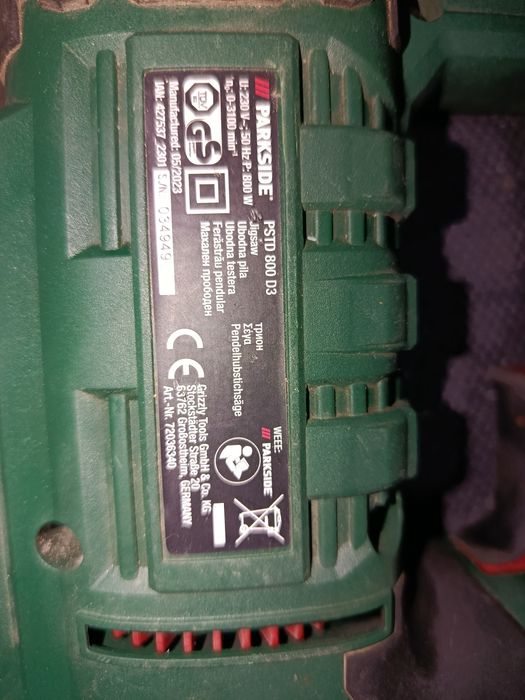 /// PARKSIDE®
U: 230 V~; 50 Hz P: 800 W
n₀: 0-3100 min⁻¹
GS
Manufactured: 05/2023
IAN: 427537_2301 S/N: 034949
PSTD 800 D3
Jigsaw
Ubodna pila
Ubodna testera
Ferăstrău pendular
Махален прободен
трион
Σέγα
Pendelhubstichsäge
CE
Grizzly Tools GmbH & Co. KG
Stockstädter Straße 20
63762 Großostheim, GERMANY
Art.-Nr. 72036340
WEEE:
/// PARKSIDE®